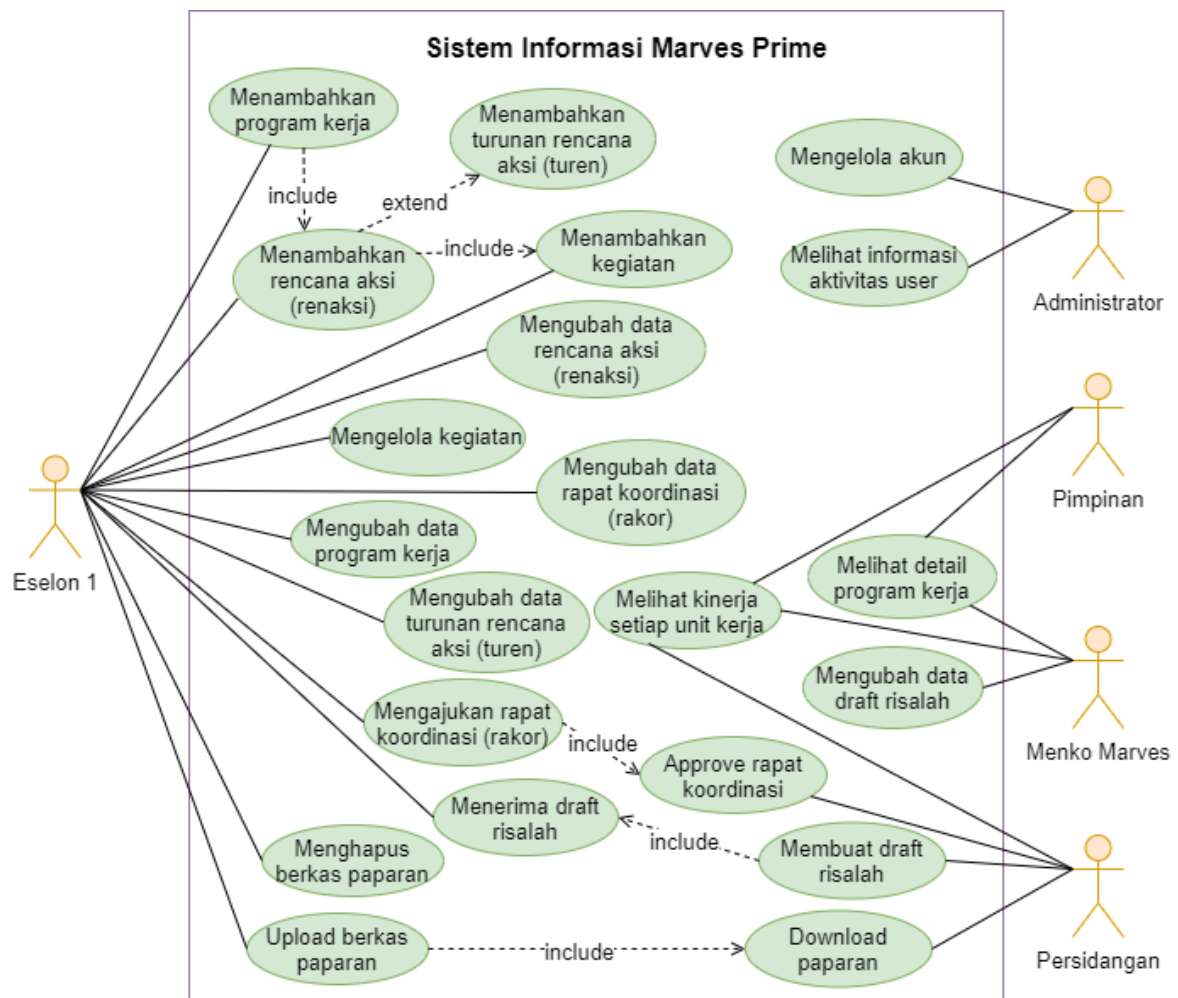 Sistem Informasi Marves Prime
Menambahkan
program kerja
Menambahkan
turunan rencana
aksi (turen)
Mengelola akun
include
extend
Menambahkan
rencana aksi
(renaksi)
include
Menambahkan
kegiatan
Melihat informasi
aktivitas user
Administrator
Mengubah data
rencana aksi
(renaksi)
Mengelola kegiatan
Mengubah data
rapat koordinasi
(rakor)
Pimpinan
Eselon 1
Mengubah data
program kerja
Melihat detail
program kerja
Mengubah data
turunan rencana
aksi (turen)
Melihat kinerja
setiap unit kerja
Mengubah data
draft risalah
Menko Marves
Mengajukan rapat
koordinasi (rakor)
include
Approve rapat
koordinasi
Menerima draft
risalah
include
Membuat draft
risalah
Menghapus
berkas paparan
Upload berkas
paparan
include
Download
paparan
Persidangan